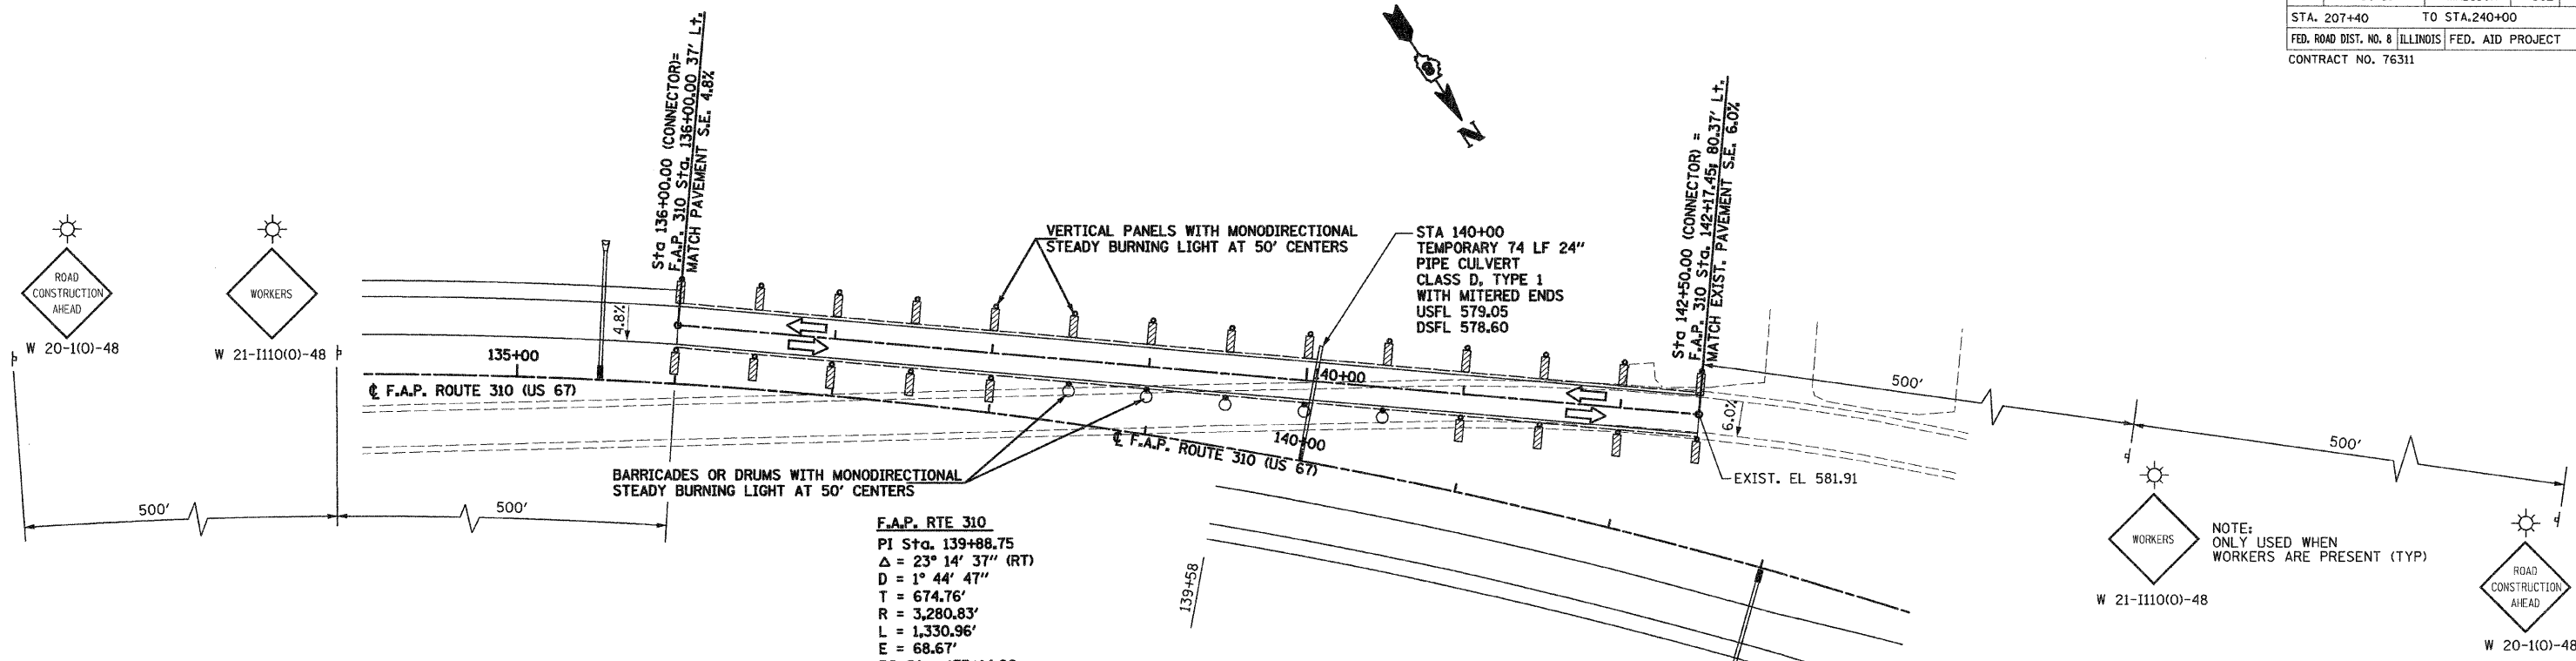 STA. 207+40 TO STA.240+00
FED. ROAD DIST. NO. 8 ILLINOIS FED. AID PROJECT
CONTRACT NO. 76311
N
Sta 136+00.00 (CONNECTOR)=
F.A.P. 310 Sta. 136+00.00 37' Lt.
MATCH PAVEMENT S.E. 4.8%
Sta 142+50.00 (CONNECTOR) =
F.A.P. 310 Sta. 142+17.45; 80.37' Lt.
MATCH EXIST. PAVEMENT S.E. 6.0%
ROAD
CONSTRUCTION
AHEAD
W 20-1(O)-48
WORKERS
W 21-I110(O)-48
VERTICAL PANELS WITH MONODIRECTIONAL
STEADY BURNING LIGHT AT 50' CENTERS
STA 140+00
TEMPORARY 74 LF 24"
PIPE CULVERT
CLASS D, TYPE 1
WITH MITERED ENDS
USFL 579.05
DSFL 578.60
4.8%
135+00
℄ F.A.P. ROUTE 310 (US 67)
140+00
140+00
℄ F.A.P. ROUTE 310 (US 67)
6.0%
500'
500'
EXIST. EL 581.91
BARRICADES OR DRUMS WITH MONODIRECTIONAL
STEADY BURNING LIGHT AT 50' CENTERS
500'
500'
F.A.P. RTE 310
PI Sta. 139+88.75
Δ = 23° 14' 37" (RT)
D = 1° 44' 47"
T = 674.76'
R = 3,280.83'
L = 1,330.96'
E = 68.67'
139+58
WORKERS
W 21-I110(O)-48
NOTE:
ONLY USED WHEN
WORKERS ARE PRESENT (TYP)
ROAD
CONSTRUCTION
AHEAD
W 20-1(O)-48